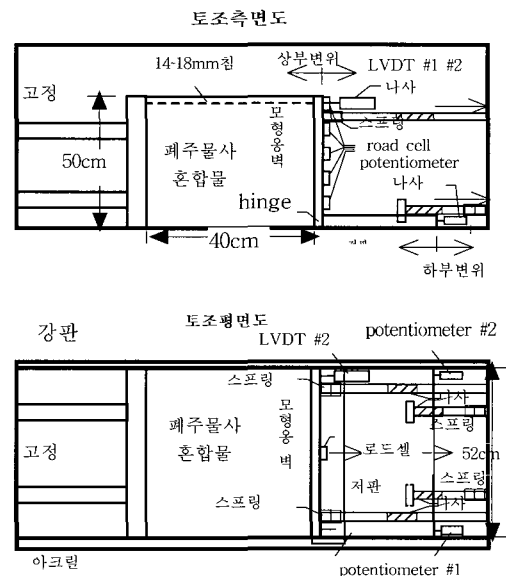 토조측면도
14-18mm침
상부변위
LVDT #1 #2
나사
고정
스프링
모형옹벽
50cm
폐주물사
혼합물
road cell
potentiometer
나사
hinge
40cm
하부변위
강판
토조평면도
LVDT #2
potentiometer #2
스프링
모형옹벽
나사
스프링
폐주물사
혼합물
고정
로드셀
52cm
저판
스프링
스프링
나사
아크릴
potentiometer #1